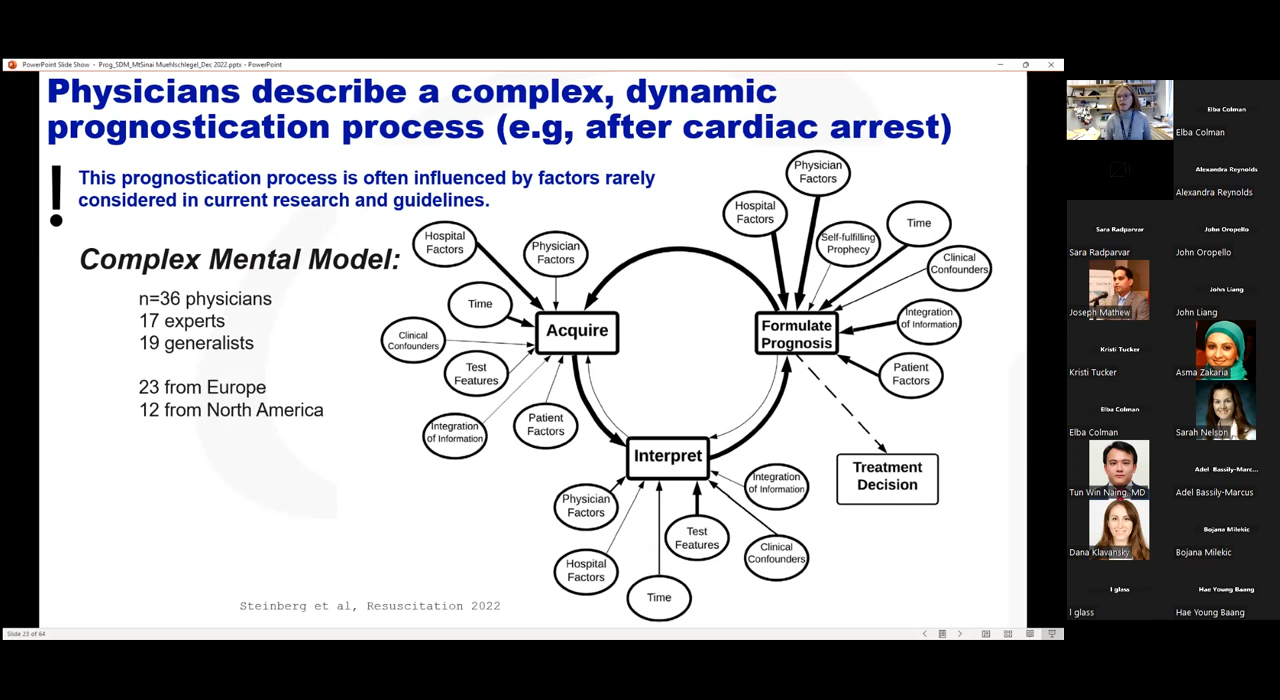 PowerPoint Slide Show - Prog_SDM_MtSinai Muehlschlegel_Dec 2022.pptx - PowerPoint
Physicians describe a complex, dynamic
prognostication process (e.g, after cardiac arrest)
!
This prognostication process is often influenced by factors rarely
considered in current research and guidelines.
Complex Mental Model:
n=36 physicians
17 experts
19 generalists
23 from Europe
12 from North America
Hospital
Factors
Physician
Factors
Time
Clinical
Confounders
Test
Features
Integration
of Information
Patient
Factors
Acquire
Physician
Factors
Hospital
Factors
Self-fulfilling
Prophecy
Time
Clinical
Confounders
Integration
of Information
Patient
Factors
Formulate
Prognosis
Interpret
Physician
Factors
Hospital
Factors
Time
Test
Features
Clinical
Confounders
Integration
of Information
Treatment
Decision
Steinberg et al, Resuscitation 2022
Slide 23 of 64
Elba Colman
Elba Colman
Alexandra Reynolds
Alexandra Reynolds
Sara Radparvar
Sara Radparvar
John Oropello
John Oropello
Joseph Mathew
John Liang
John Liang
Kristi Tucker
Kristi Tucker
Asma Zakaria
Elba Colman
Elba Colman
Sarah Nelson
Tun Win Naing, MD
Adel Bassily-Marc...
Adel Bassily-Marcus
Dana Klavansky
Bojana Milekic
Bojana Milekic
l glass
l glass
Hae Young Baang
Hae Young Baang